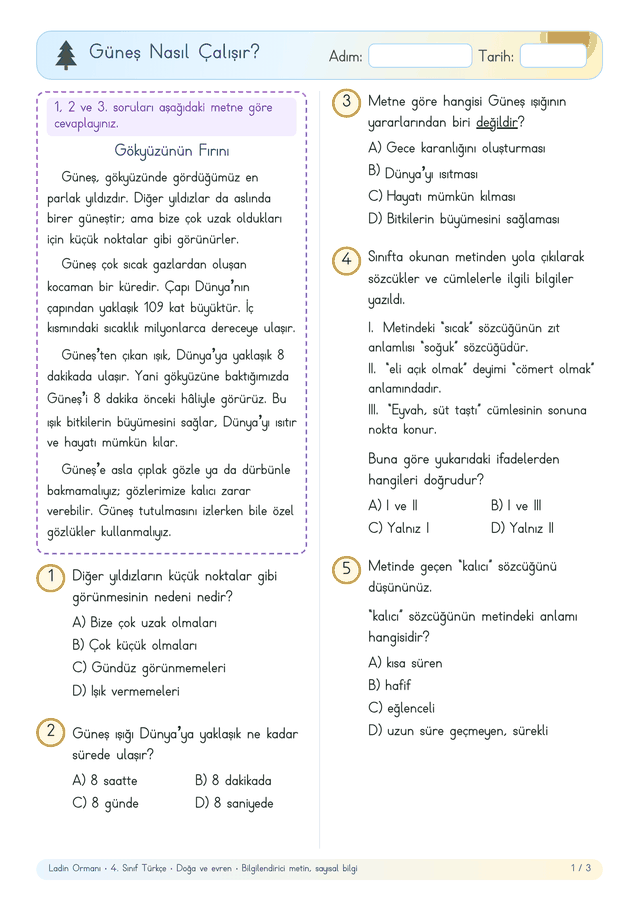 Güneş Nasıl Çalışır?
Adım:
Tarih:
1, 2 ve 3. soruları aşağıdaki metne göre
cevaplayınız.
Gökyüzünün Fırını
Güneş, gökyüzünde gördüğümüz en
parlak yıldızdır. Diğer yıldızlar da aslında
birer güneştir; ama bize çok uzak oldukları
için küçük noktalar gibi görünürler.
Güneş çok sıcak gazlardan oluşan
kocaman bir küredir. Çapı Dünya'nın
çapından yaklaşık 109 kat büyüktür. İç
kısmındaki sıcaklık milyonlarca dereceye ulaşır.
Güneş'ten çıkan ışık, Dünya'ya yaklaşık 8
dakikada ulaşır. Yani gökyüzüne baktığımızda
Güneş'i 8 dakika önceki hâliyle görürüz. Bu
ışık bitkilerin büyümesini sağlar, Dünya'yı ısıtır
ve hayatı mümkün kılar.
Güneş'e asla çıplak gözle ya da dürbünle
bakmamalıyız; gözlerimize kalıcı zarar
verebilir. Güneş tutulmasını izlerken bile özel
gözlükler kullanmalıyız.
1 Diğer yıldızların küçük noktalar gibi
görünmesinin nedeni nedir?
A) Bize çok uzak olmaları
B) Çok küçük olmaları
C) Gündüz görünmemeleri
D) Işık vermemeleri
2 Güneş ışığı Dünya'ya yaklaşık ne kadar
sürede ulaşır?
A) 8 saatte B) 8 dakikada
C) 8 günde D) 8 saniyede
3 Metne göre hangisi Güneş ışığının
yararlarından biri değildir?
A) Gece karanlığını oluşturması
B) Dünya'yı ısıtması
C) Hayatı mümkün kılması
D) Bitkilerin büyümesini sağlaması
4 Sınıfta okunan metinden yola çıkılarak
sözcükler ve cümlelerle ilgili bilgiler
yazıldı.
I. Metindeki "sıcak" sözcüğünün zıt
anlamlısı "soğuk" sözcüğüdür.
II. "eli açık olmak" deyimi "cömert olmak"
anlamındadır.
III. "Eyvah, süt taştı" cümlesinin sonuna
nokta konur.
Buna göre yukarıdaki ifadelerden
hangileri doğrudur?
A) I ve II B) I ve III
C) Yalnız I D) Yalnız II
5 Metinde geçen "kalıcı" sözcüğünü
düşününüz.
"kalıcı" sözcüğünün metindeki anlamı
hangisidir?
A) kısa süren
B) hafif
C) eğlenceli
D) uzun süre geçmeyen, sürekli
Ladin Ormanı • 4. Sınıf Türkçe • Doğa ve evren • Bilgilendirici metin, sayısal bilgi
1 / 3